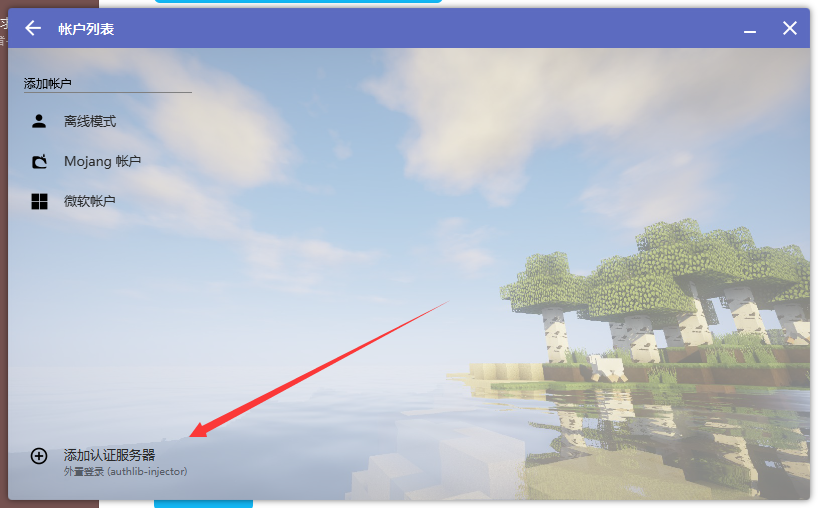 帐户列表
添加帐户
离线模式
Mojang 帐户
微软帐户
添加认证服务器
外置登录 (authlib-injector)